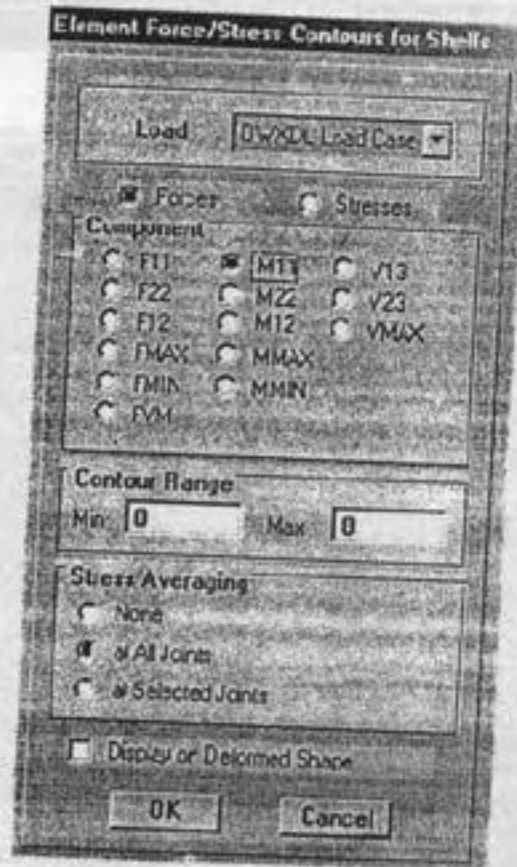 Element Force/Stress Contours for Shells
Load
Load Case
Forces Stresses
Component
F11 M11 V13
F22 M22 V23
F12 M12 VMAX
FMAX MMAX
FMIN MMIN
FVM
Contour Range
Min 0 Max 0
Stress Averaging
None
at All Joints
at Selected Joints
Display on Deformed Shape
OK Cancel